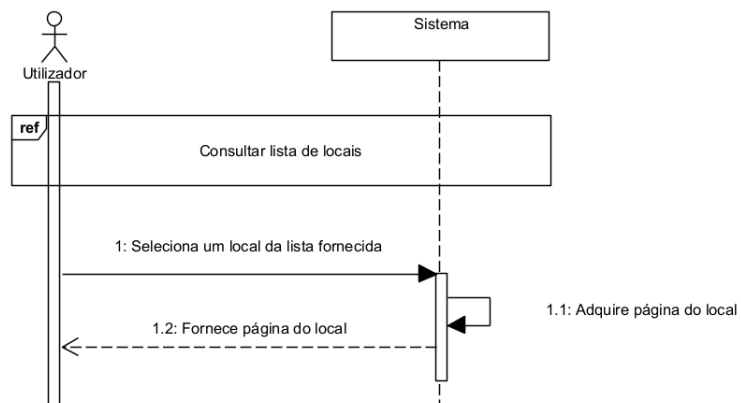 Sistema
Utilizador
ref
Consultar lista de locais
1: Seleciona um local da lista fornecida
1.1: Adquire página do local
1.2: Fornece página do local